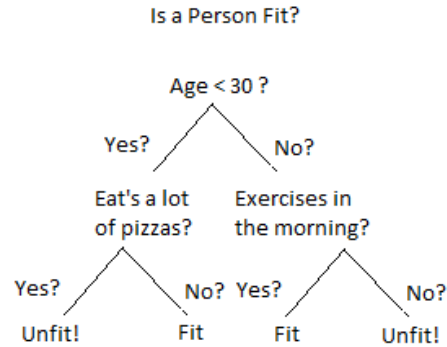 Is a Person Fit?
Age < 30 ?
Yes?
No?
Eat's a lot
of pizzas?
Exercises in
the morning?
Yes?
No?
Yes?
No?
Unfit!
Fit
Fit
Unfit!